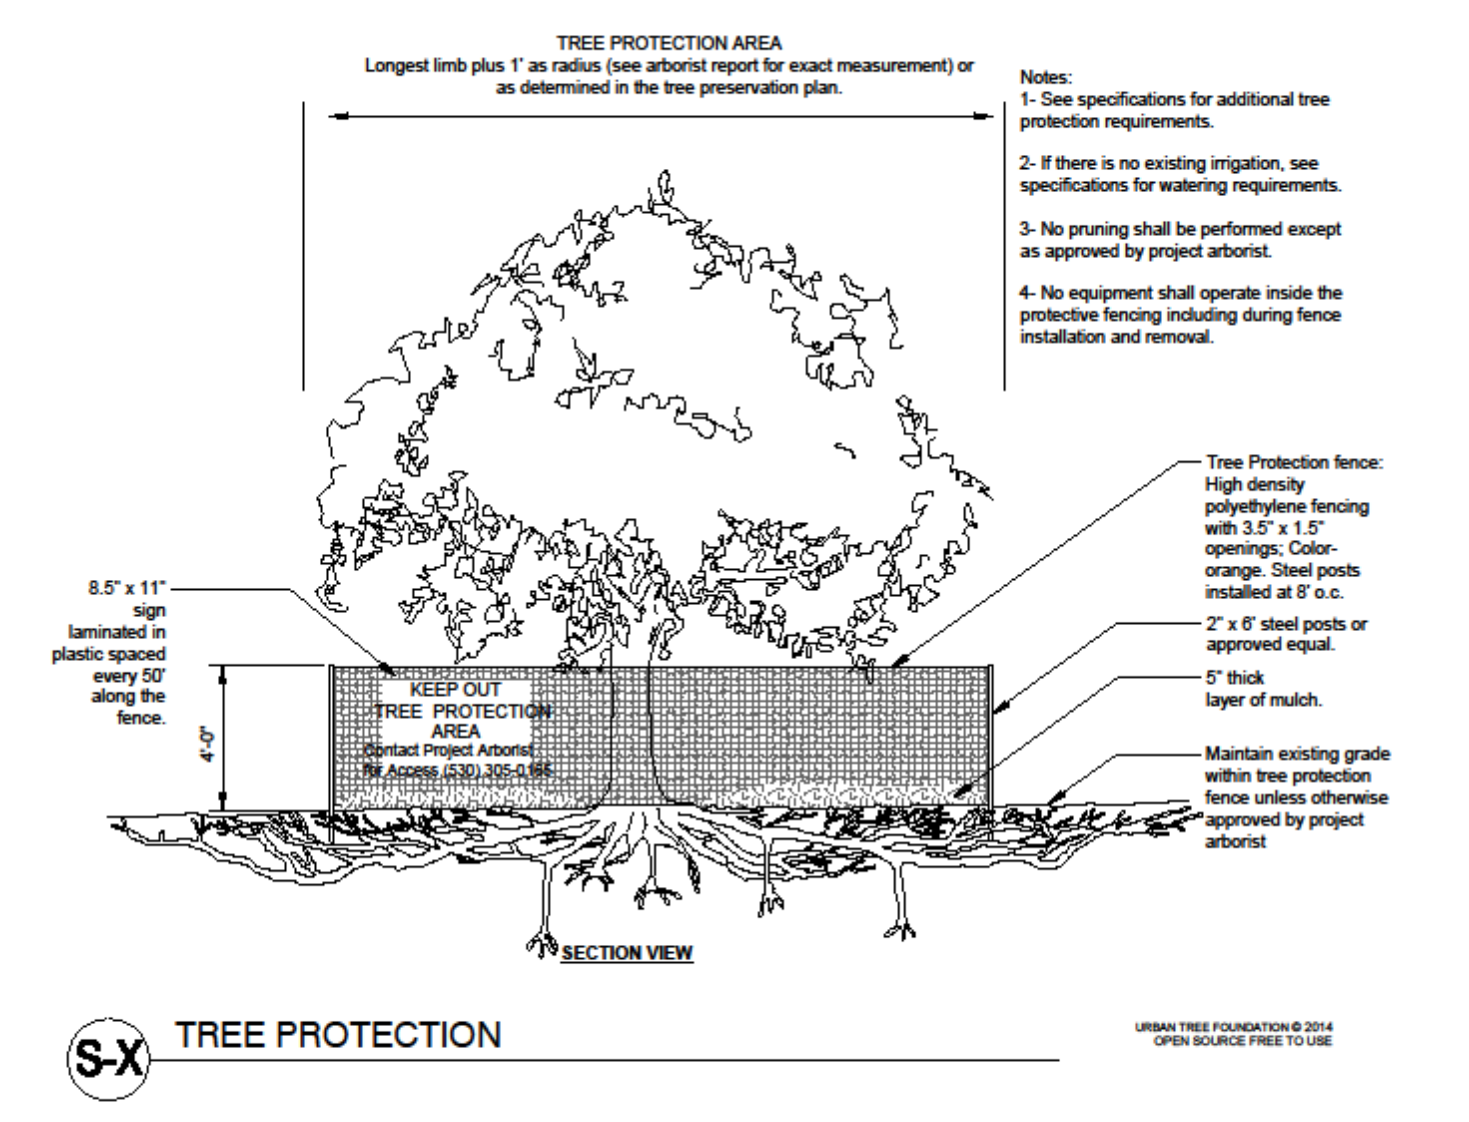 TREE PROTECTION AREA
Longest limb plus 1' as radius (see arborist report for exact measurement) or
as determined in the tree preservation plan.
Notes:
1- See specifications for additional tree
protection requirements.
2- If there is no existing irrigation, see
specifications for watering requirements.
3- No pruning shall be performed except
as approved by project arborist.
4- No equipment shall operate inside the
protective fencing including during fence
installation and removal.
Tree Protection fence:
High density
polyethylene fencing
with 3.5" x 1.5"
openings; Color-
orange. Steel posts
installed at 8' o.c.
2" x 6' steel posts or
approved equal.
5" thick
layer of mulch.
Maintain existing grade
within tree protection
fence unless otherwise
approved by project
arborist
8.5" x 11"
sign
laminated in
plastic spaced
every 50'
along the
fence.
4'-0"
KEEP OUT
TREE PROTECTION
AREA
Contact Project Arborist
for Access (530) 305-0165
SECTION VIEW
S-X
TREE PROTECTION
URBAN TREE FOUNDATION © 2014
OPEN SOURCE FREE TO USE